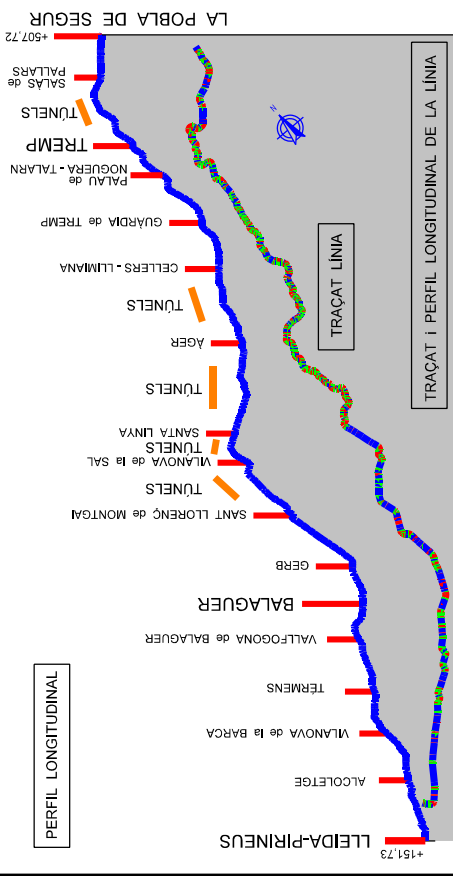 LA POBLA DE SEGUR
+507,72
SALÀS de
PALLARS
TÚNELS
TREMP
PALAU de
NOGUERA - TALARN
GUÀRDIA de TREMP
CELLERS - LLIMIANA
TÚNELS
ÀGER
TÚNELS
SANTA LINYA
TÚNELS
VILANOVA de la SAL
TÚNELS
SANT LLORENÇ de MONTGAI
GERB
BALAGUER
VALLFOGONA de BALAGUER
TÉRMENS
VILANOVA de la BARCA
ALCOLETGE
LLEIDA-PIRINEUS
+151,73
PERFIL LONGITUDINAL
TRAÇAT LÍNIA
TRAÇAT i PERFIL LONGITUDINAL DE LA LÍNIA
N